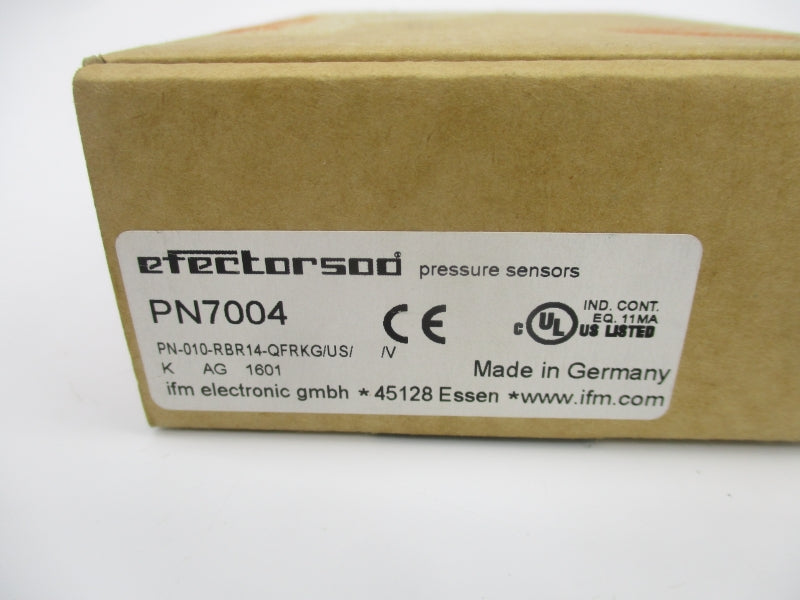 efector500® pressure sensors
PN7004
CE
C UL US LISTED
IND. CONT.
EQ. 11MA
PN-010-RBR14-QFRKG/US/ /V
K AG 1601
Made in Germany
ifm electronic gmbh * 45128 Essen *www.ifm.com